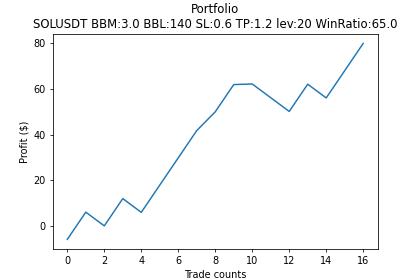 Portfolio
SOLUSDT BBM:3.0 BBL:140 SL:0.6 TP:1.2 lev:20 WinRatio:65.0
80
60
40
20
0
Profit ($)
0 2 4 6 8 10 12 14 16
Trade counts